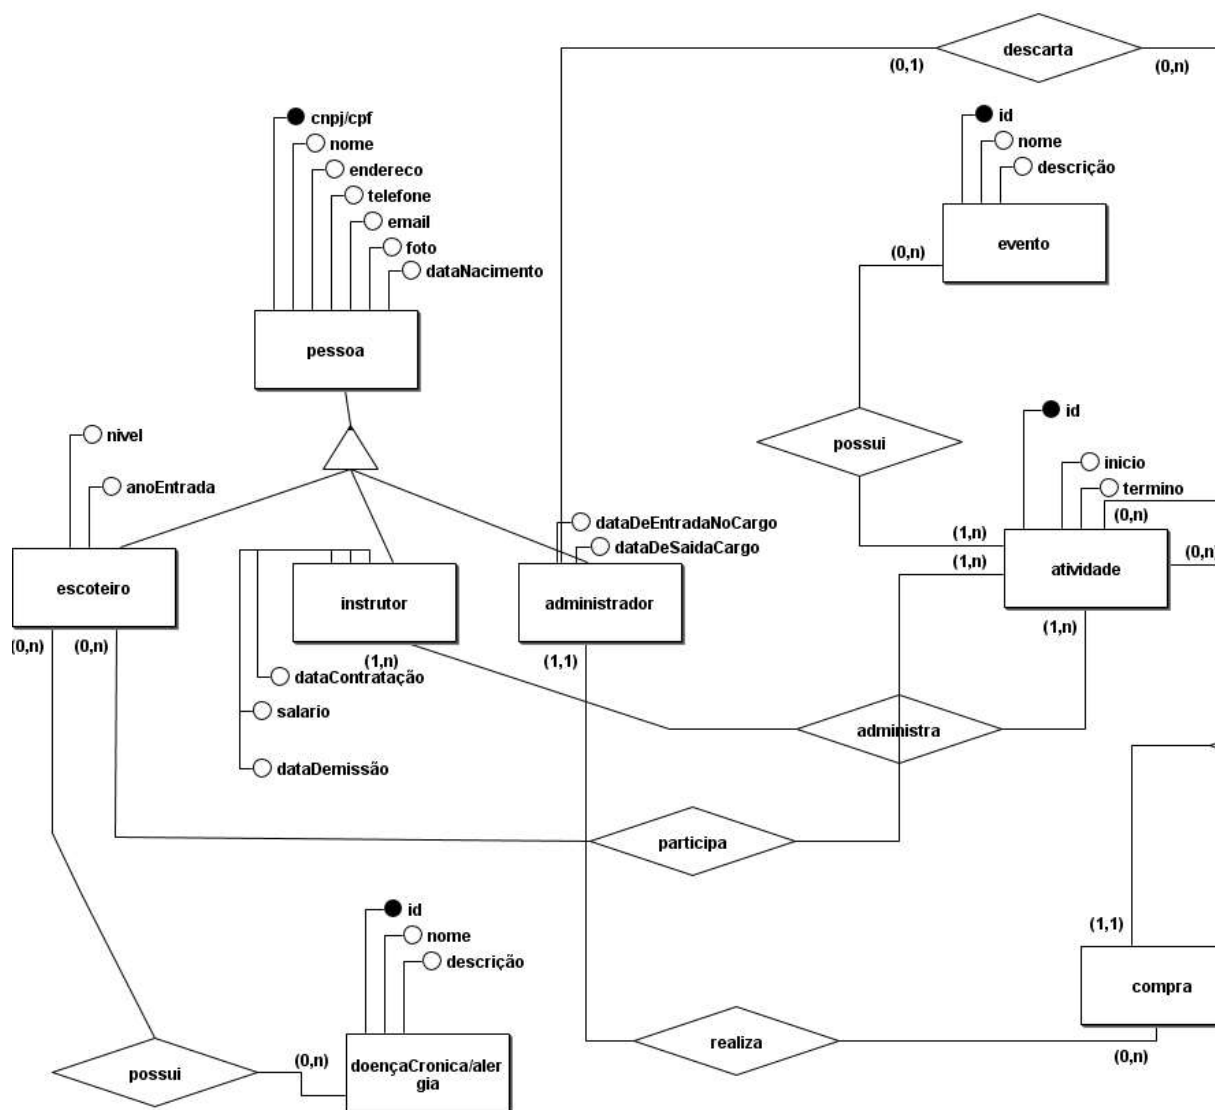 descarta
(0,1)
(0,n)
cnpj/cpf
nome
endereco
telefone
email
foto
dataNacimento
pessoa
id
nome
descrição
evento
(0,n)
possui
nivel
anoEntrada
escoteiro
(0,n)
(0,n)
instrutor
(1,n)
dataContratação
salario
dataDemissão
dataDeEntradaNoCargo
dataDeSaidaCargo
administrador
(1,1)
id
inicio
termino
(0,n)
(1,n)
(1,n)
atividade
(0,n)
(1,n)
administra
participa
id
nome
descrição
doençaCronica/aler
gia
(0,n)
possui
realiza
(1,1)
compra
(0,n)